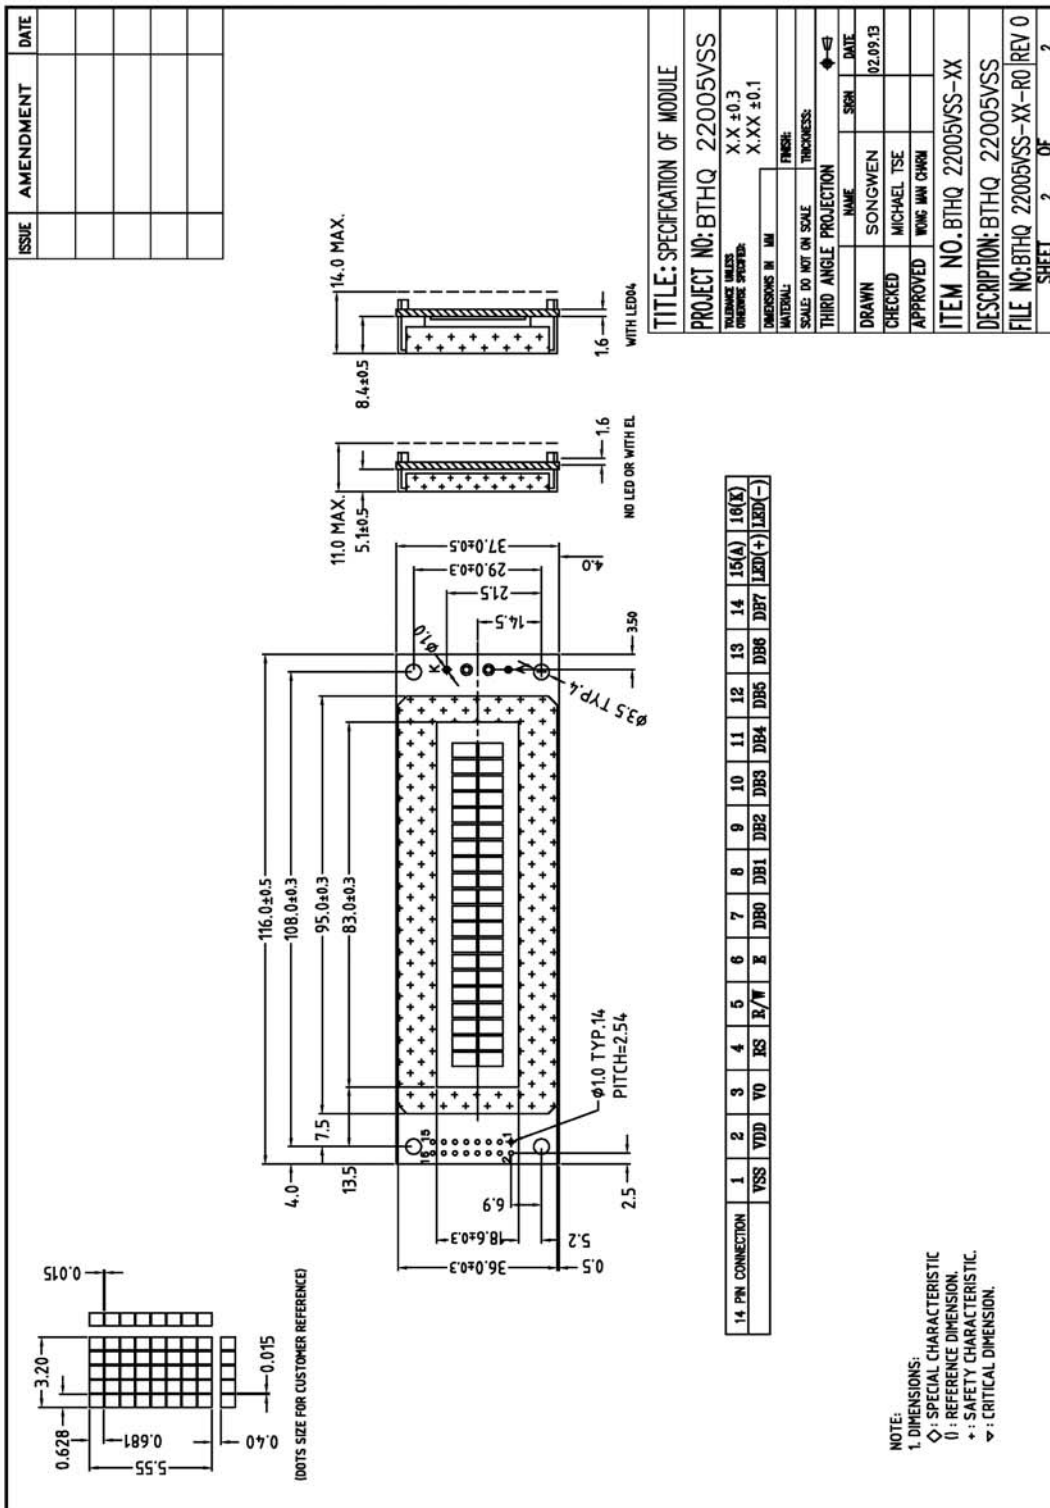 ISSUE AMENDMENT DATE
0.015
3.20
0.628
0.681
5.55
0.40
0.015
(DOTS SIZE FOR CUSTOMER REFERENCE)
116.0±0.5
108.0±0.3
95.0±0.3
83.0±0.3
4.0
7.5
13.5
16 15
2 1
K
A
Ø1.0
Ø3.5 TYP.4
14.5
21.5
29.0±0.3
37.0±0.5
4.0
3.50
6.9
18.6±0.3
36.0±0.3
5.2
0.5
2.5
Ø1.0 TYP.14
PITCH=2.54
11.0 MAX.
5.1±0.5
1.6
NO LED OR WITH EL
14.0 MAX.
8.4±0.5
1.6
WITH LED04
14 PIN CONNECTION 1 2 3 4 5 6 7 8 9 10 11 12 13 14 15(A) 16(K)
VSS VDD VO RS R/W E DB0 DB1 DB2 DB3 DB4 DB5 DB6 DB7 LED(+) LED(-)
NOTE:
1. DIMENSIONS:
◇: SPECIAL CHARACTERISTIC
() : REFERENCE DIMENSION.
+ : SAFETY CHARACTERISTIC.
▽: CRITICAL DIMENSION.
TITLE: SPECIFICATION OF MODULE
PROJECT NO: BTHQ 22005VSS
TOLERANCE UNLESS OTHERWISE SPECIFIED:
X.X ±0.3
X.XX ±0.1
DIMENSIONS IN MM
MATERIAL: FINISH:
SCALE: DO NOT ON SCALE THICKNESS:
THIRD ANGLE PROJECTION
NAME SIGN DATE
DRAWN SONGWEN 02.09.13
CHECKED MICHAEL TSE
APPROVED WONG MAN CHARM
ITEM NO. BTHQ 22005VSS-XX
DESCRIPTION: BTHQ 22005VSS
FILE NO: BTHQ 22005VSS-XX-R0 REV 0
SHEET 2 OF 2